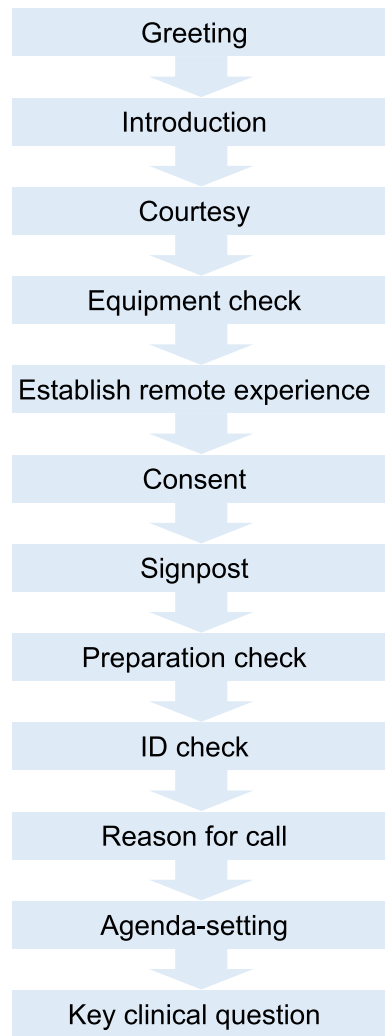 Greeting
Introduction
Courtesy
Equipment check
Establish remote experience
Consent
Signpost
Preparation check
ID check
Reason for call
Agenda-setting
Key clinical question